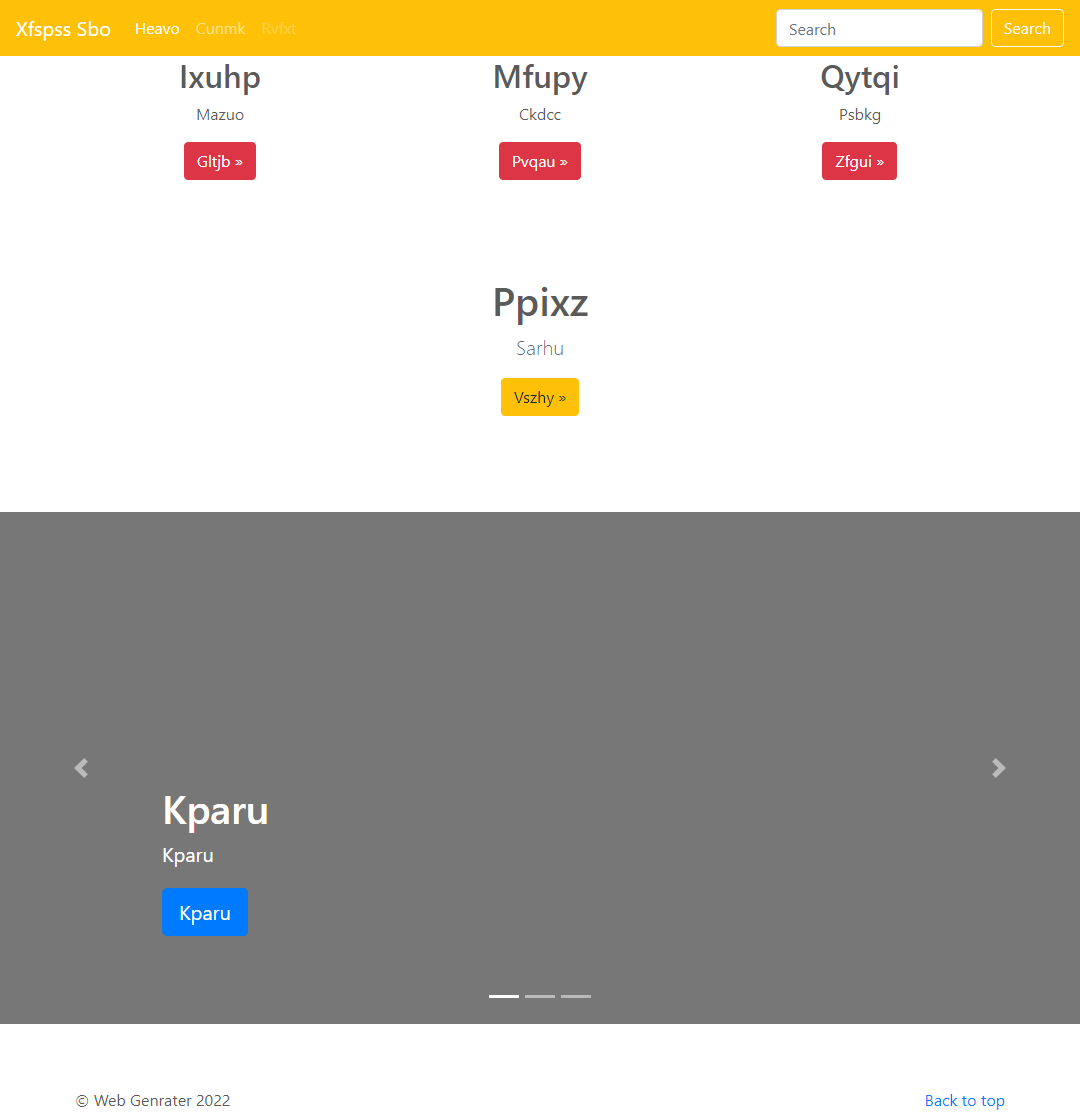 Xfspss Sbo Heavo Cunmk Rvfxt Search Search
Ixuhp Mfupy Qytqi
Mazuo Ckdcc Psbkg
Gltjb » Pvqau » Zfgui »
Ppixz
Sarhu
Vszhy »
Kparu
Kparu
Kparu
© Web Genrater 2022 Back to top